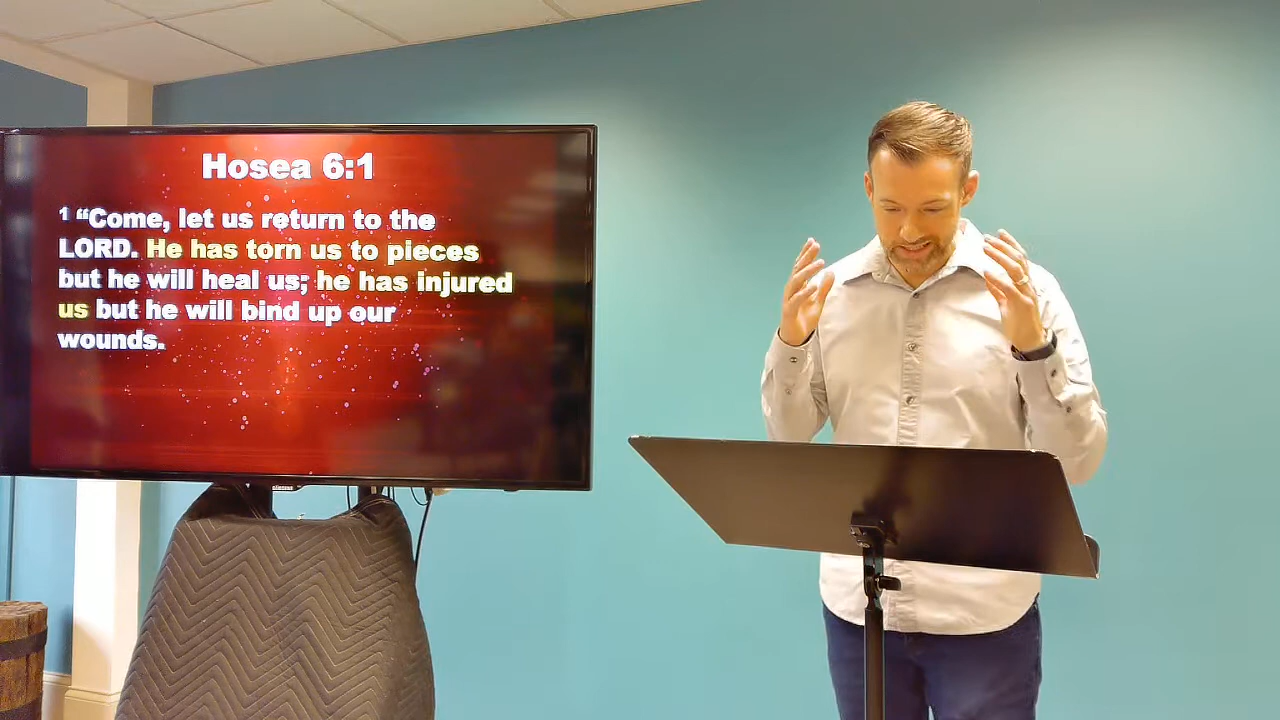 Hosea 6:1
1 “Come, let us return to the
LORD. He has torn us to pieces
but he will heal us; he has injured
us but he will bind up our
wounds.